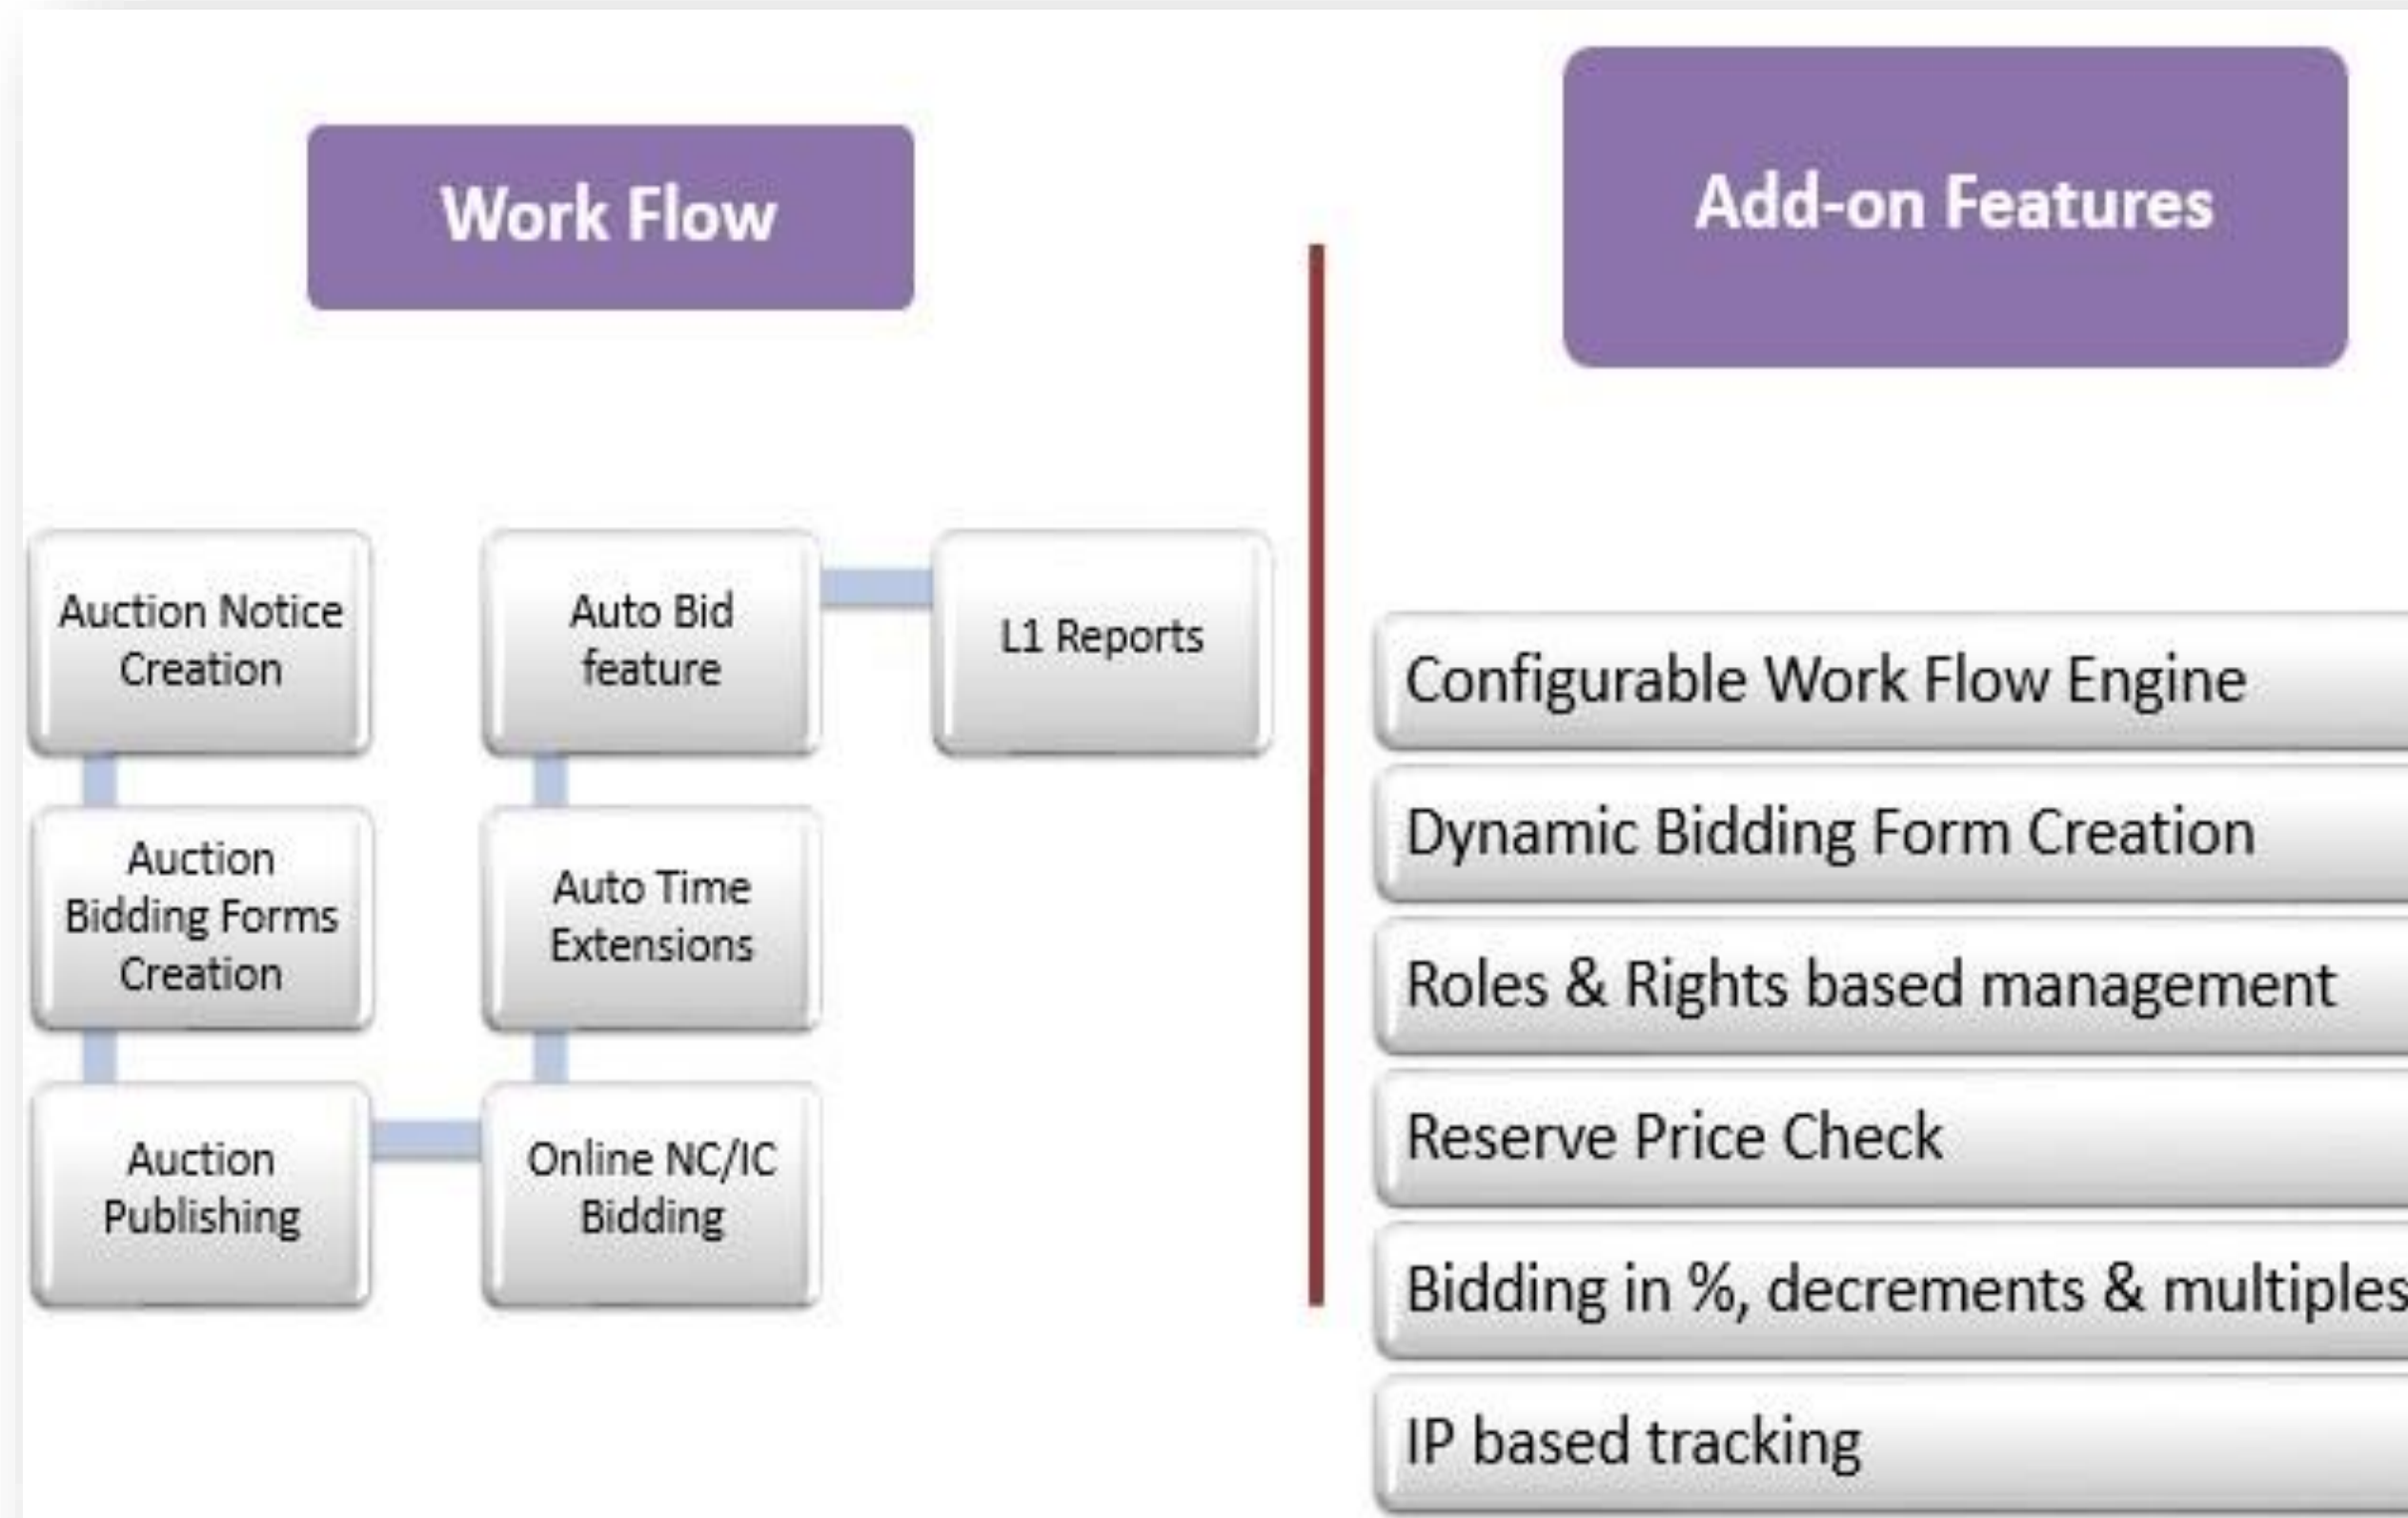 Work Flow
Auction Notice
Creation
Auction
Bidding Forms
Creation
Auction
Publishing
Online NC/IC
Bidding
Auto Time
Extensions
Auto Bid
feature
L1 Reports
Add-on Features
Configurable Work Flow Engine
Dynamic Bidding Form Creation
Roles & Rights based management
Reserve Price Check
Bidding in %, decrements & multiples
IP based tracking